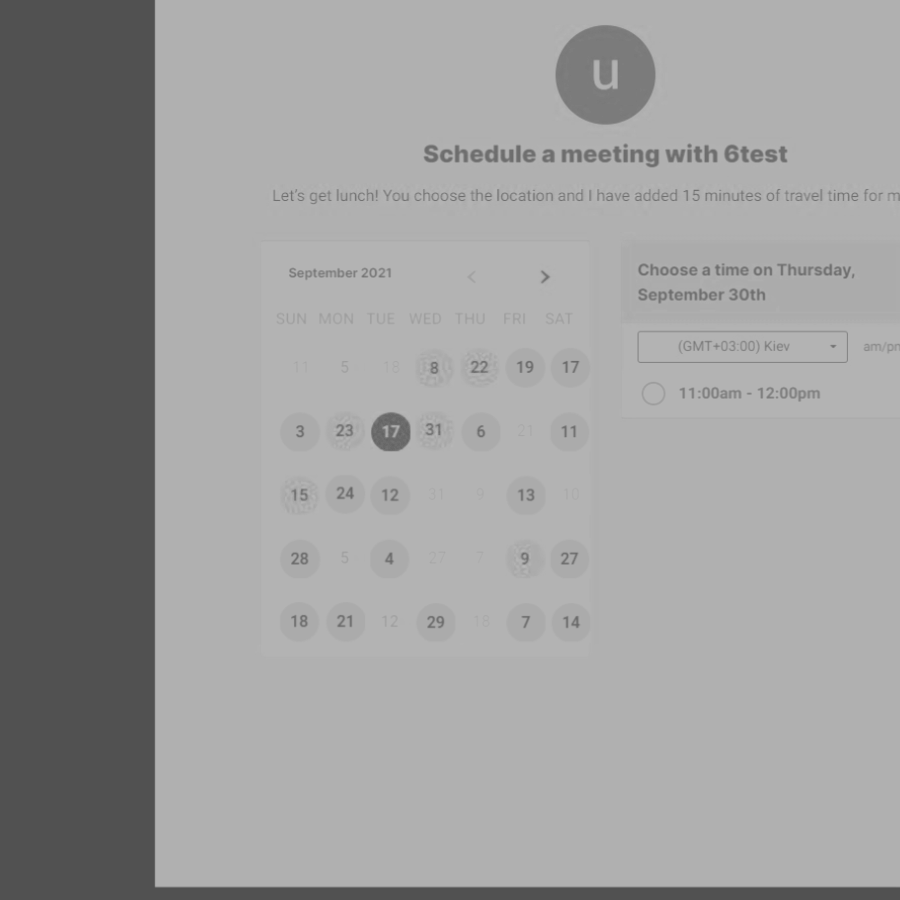 u
Schedule a meeting with 6test
Let's get lunch! You choose the location and I have added 15 minutes of travel time for m
September 2021
Choose a time on Thursday,
September 30th
SUN MON TUE WED THU FRI SAT
(GMT+03:00) Kiev am/pm
11 5 18 8 22 19 17
11:00am - 12:00pm
3 23 17 31 6 21 11
15 24 12 31 9 13 10
28 5 4 27 7 9 27
18 21 12 29 18 7 14